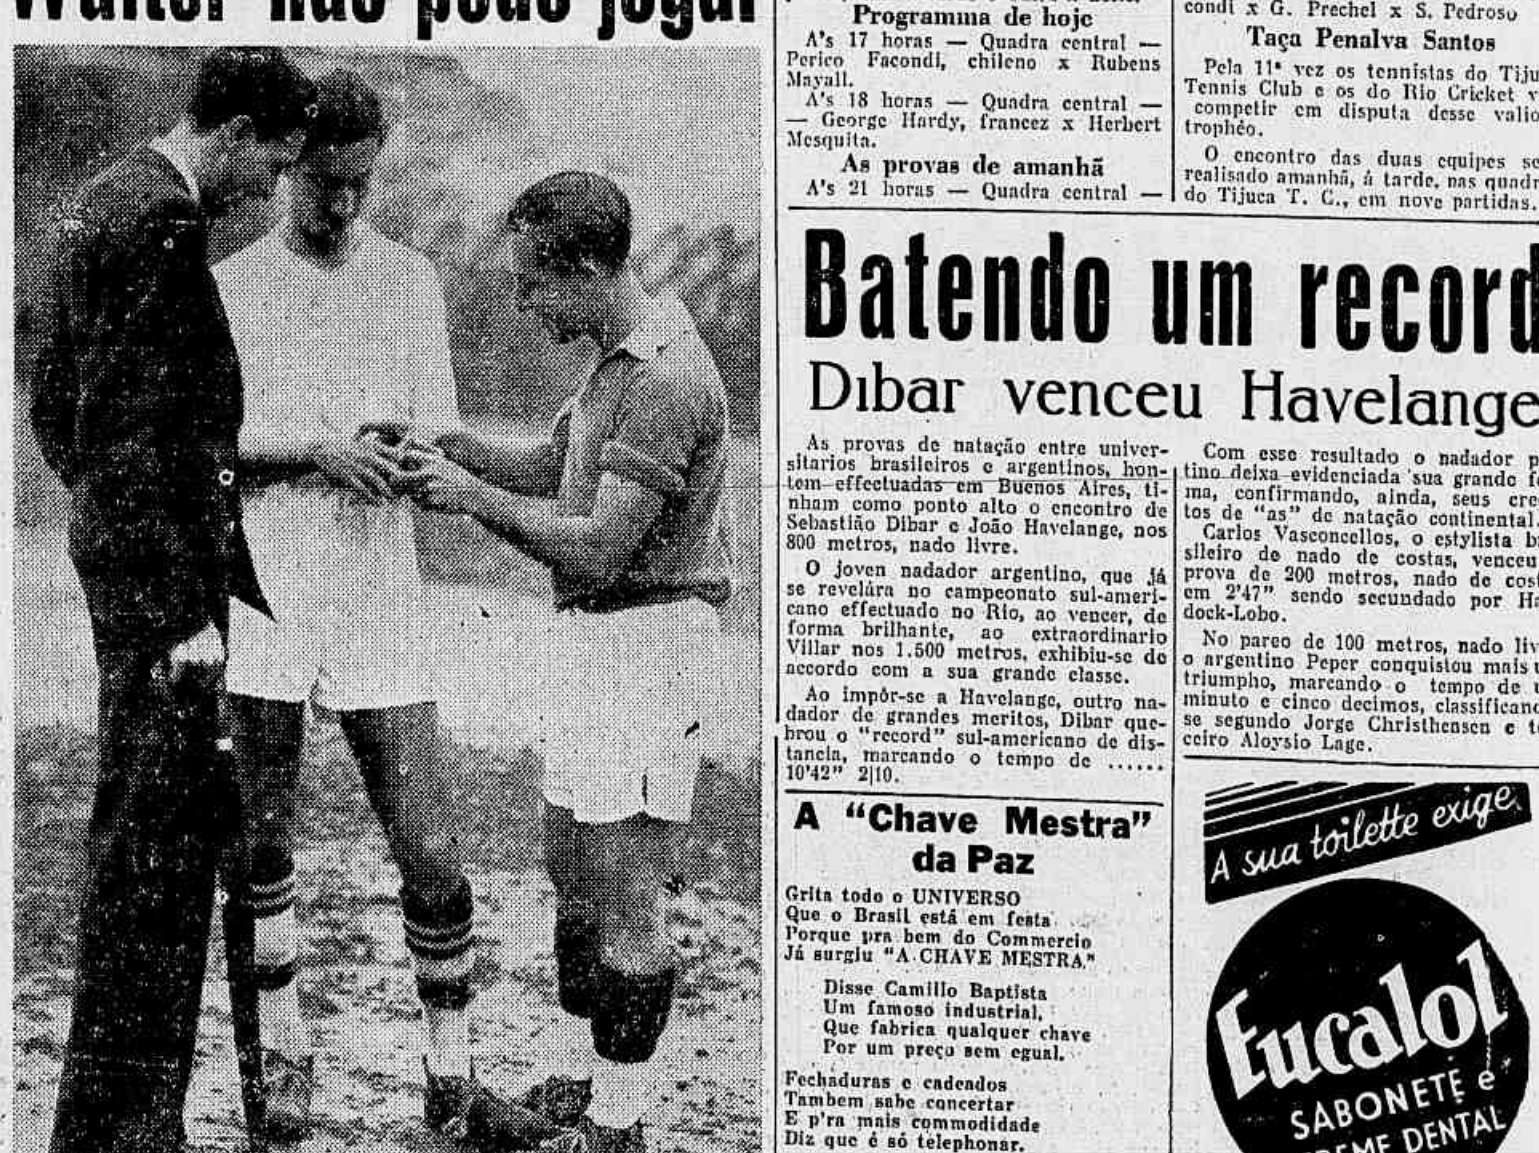 Walter não pode jogar
Programma de hoje
A's 17 horas — Quadra central —
Perico Facondi, chileno x Rubens
Mayall.
A's 18 horas — Quadra central —
— George Hardy, francez x Herbert
Mesquita.
As provas de amanhã
A's 21 horas — Quadra central —
condi x G. Prechel x S. Pedroso
Taça Penalva Santos
Pela 11ª vez os tennistas do Tiju
Tennis Club e os do Rio Cricket v
competir em disputa desse valio
trophéo.
O encontro das duas equipes se
realisado amanhã, á tarde, nas quadr
do Tijuca T. C., em nove partidas.
Batendo um record
Dibar venceu Havelange
As provas de natação entre univer-
sitarios brasileiros e argentinos, hon-
tem effectuadas em Buenos Aires, ti-
nham como ponto alto o encontro de
Sebastião Dibar e João Havelange, nos
800 metros, nado livre.
O joven nadador argentino, que já
se revelára no campeonato sul-ameri-
cano effectuado no Rio, ao vencer, de
forma brilhante, ao extraordinario
Villar nos 1.500 metros, exhibiu-se de
accordo com a sua grande classe.
Ao impôr-se a Havelange, outro na-
dador de grandes meritos, Dibar que-
brou o "record" sul-americano de dis-
tancia, marcando o tempo de ......
10'42" 2|10.
Com esse resultado o nadador p
tino deixa evidenciada sua grande fó
ma, confirmando, ainda, seus cre
tos de "as" de natação continental.
Carlos Vasconcellos, o estylista b
sileiro de nado de costas, venceu
prova de 200 metros, nado de cost
em 2'47" sendo secundado por Ha
dock-Lobo.
No pareo de 100 metros, nado liv
o argentino Peper conquistou mais u
triumpho, marcando o tempo de u
minuto e cinco decimos, classificand
se segundo Jorge Christhensen e t
ceiro Aloysio Lage.
A "Chave Mestra"
da Paz
Grita todo o UNIVERSO
Que o Brasil está em festa
Porque pra bem do Commercio
Já surgiu "A CHAVE MESTRA"
Disse Camillo Baptista
Um famoso industrial,
Que fabrica qualquer chave
Por um preço sem egual.
Fechaduras e cadeados
Tambem sabe concertar
E p'ra mais commodidade
Diz que é só telephonar.
A sua toilette exige
Eucalol
SABONETE e
CREME DENTAL